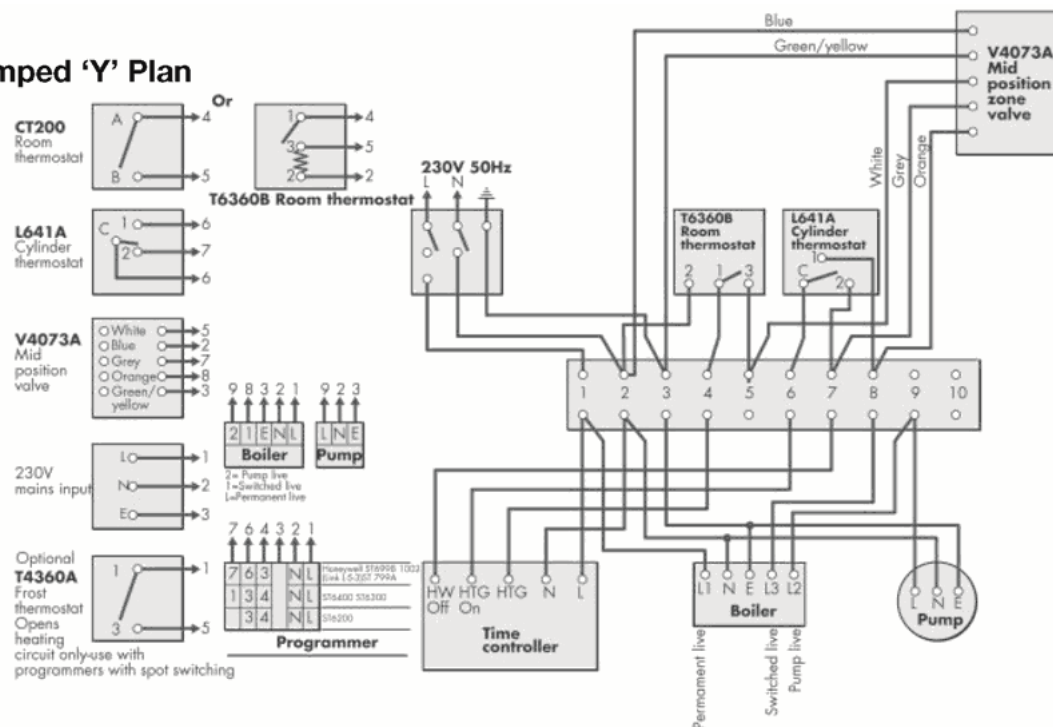 mped ‘Y’ Plan
CT200
Room
thermostat
A
B
4
5
Or
1
3
2
4
5
2
T6360B Room thermostat
L641A
Cylinder
thermostat
C
1
2
6
7
6
V4073A
Mid
position
valve
White
Blue
Grey
Orange
Green/
yellow
5
2
7
8
3
230V
mains input
L
N
E
1
2
3
Optional
T4360A
Frost
thermostat
Opens
heating
circuit only-use with
programmers with spot switching
1
3
1
5
9 8 3 2 1
2 1 E N L
Boiler
2= Pump live
1=Switched live
L=Permanent live
9 2 3
L N E
Pump
7 6 4 3 2 1
7 6 3 N L
1 3 4 N L ST6400 ST6300
3 4 N L ST6200
Programmer
230V 50Hz
L N
Blue
Green/yellow
White
Grey
Orange
V4073A
Mid
position
zone
valve
T6360B
Room
thermostat
2 1 3
L641A
Cylinder
thermostat
1
C 2
1 2 3 4 5 6 7 8 9 10
HW HTG HTG N L
Off On
Time
controller
L1 N E L3 L2
Boiler
Permament live
Switched live
Pump live
L N E
Pump